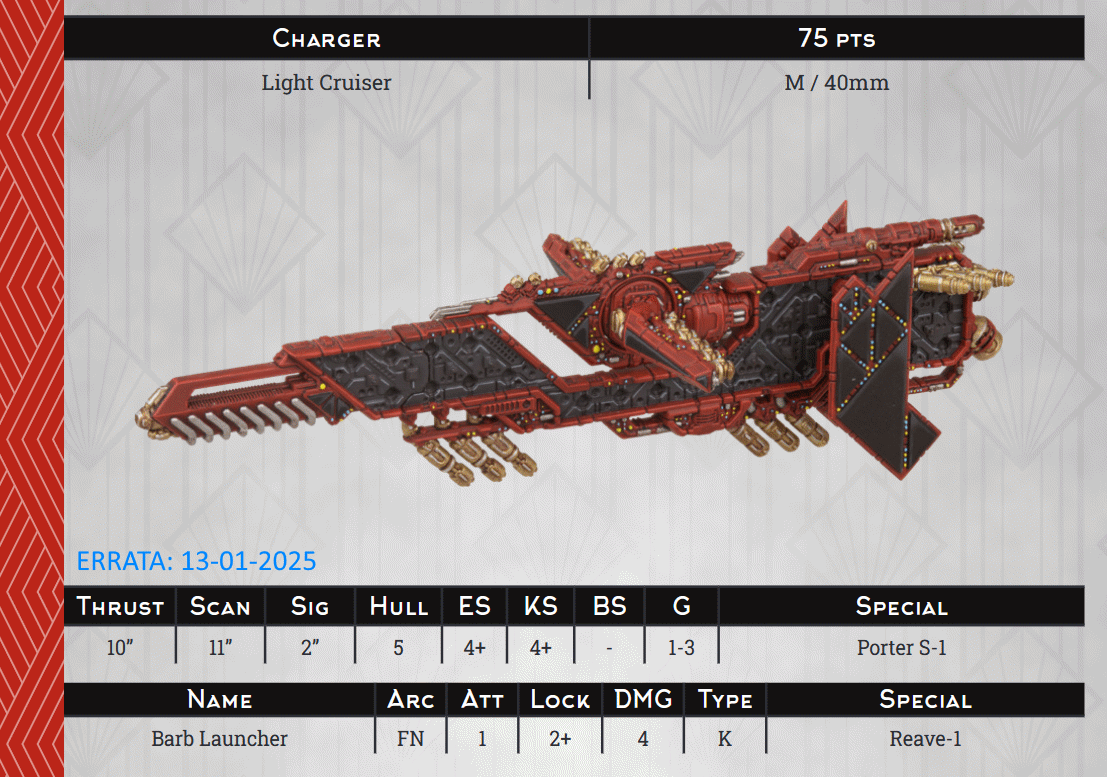 Charger 75 pts
Light Cruiser M / 40mm
ERRATA: 13-01-2025
Thrust Scan Sig Hull ES KS BS G Special
10” 11” 2” 5 4+ 4+ - 1-3 Porter S-1
Name Arc Att Lock DMG Type Special
Barb Launcher FN 1 2+ 4 K Reave-1